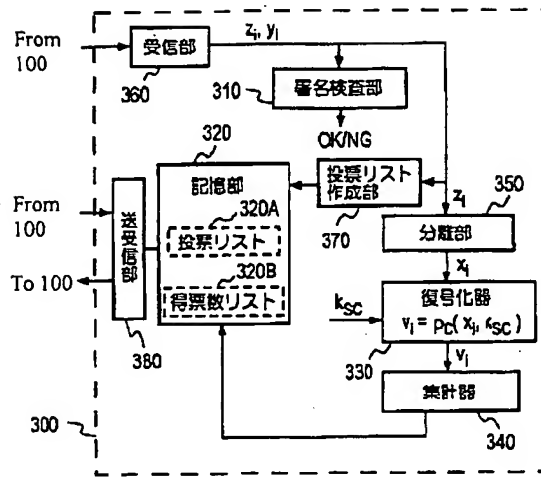 From
100
受信部
360
zi, yi
310
署名検査部
OK/NG
320
記憶部
320A
投票リスト
320B
得票数リスト
投票リスト
作成部
370
zi
350
分離部
xi
From
100
To 100
送受信部
380
kSC
復号化器
vi = ρC(xi, kSC)
330
vi
集計器
340
300